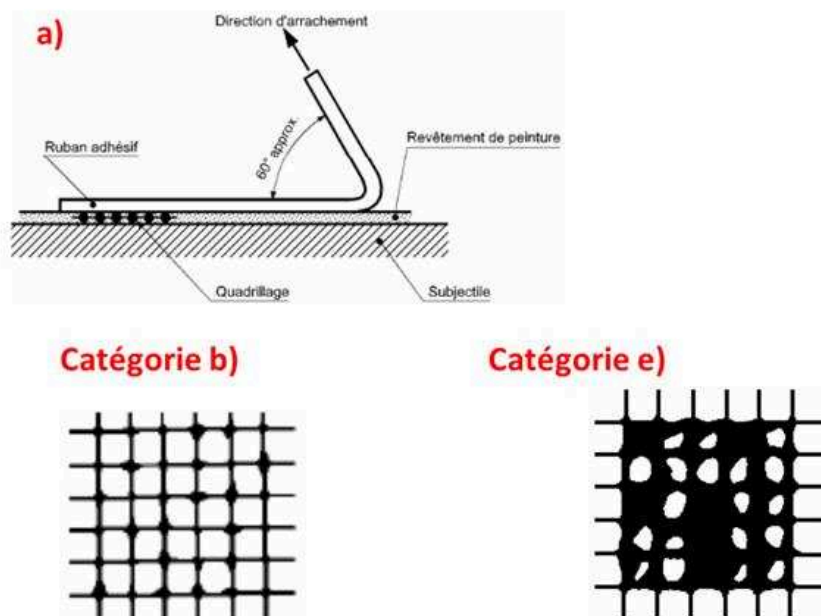 a)
Direction d'arrachement
Ruban adhésif
60° approx.
Revêtement de peinture
Quadrillage
Subjectile
Catégorie b)
Catégorie e)